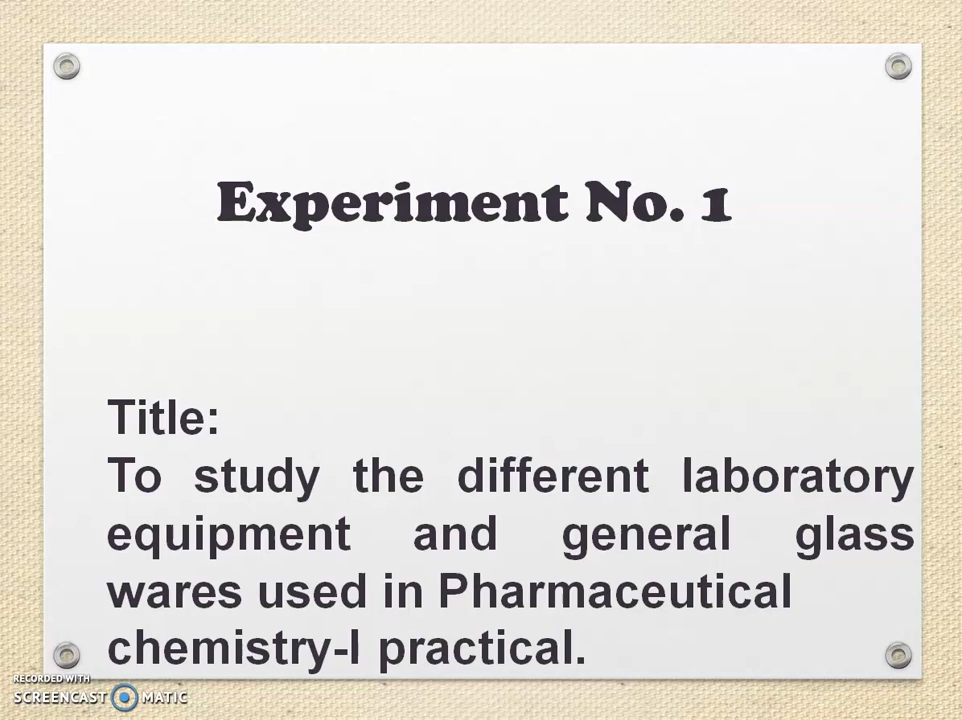 Experiment No. 1
Title:
To study the different laboratory
equipment and general glass
wares used in Pharmaceutical
chemistry-I practical.
RECORDED WITH
SCREENCAST MATIC